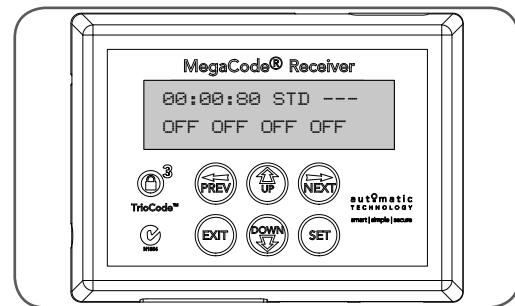 MegaCode® Receiver
00:00:80 STD ---
OFF OFF OFF OFF
3
PREV UP NEXT
TrioCode™
automatic
TECHNOLOGY
smart | simple | secure
EXIT DOWN SET